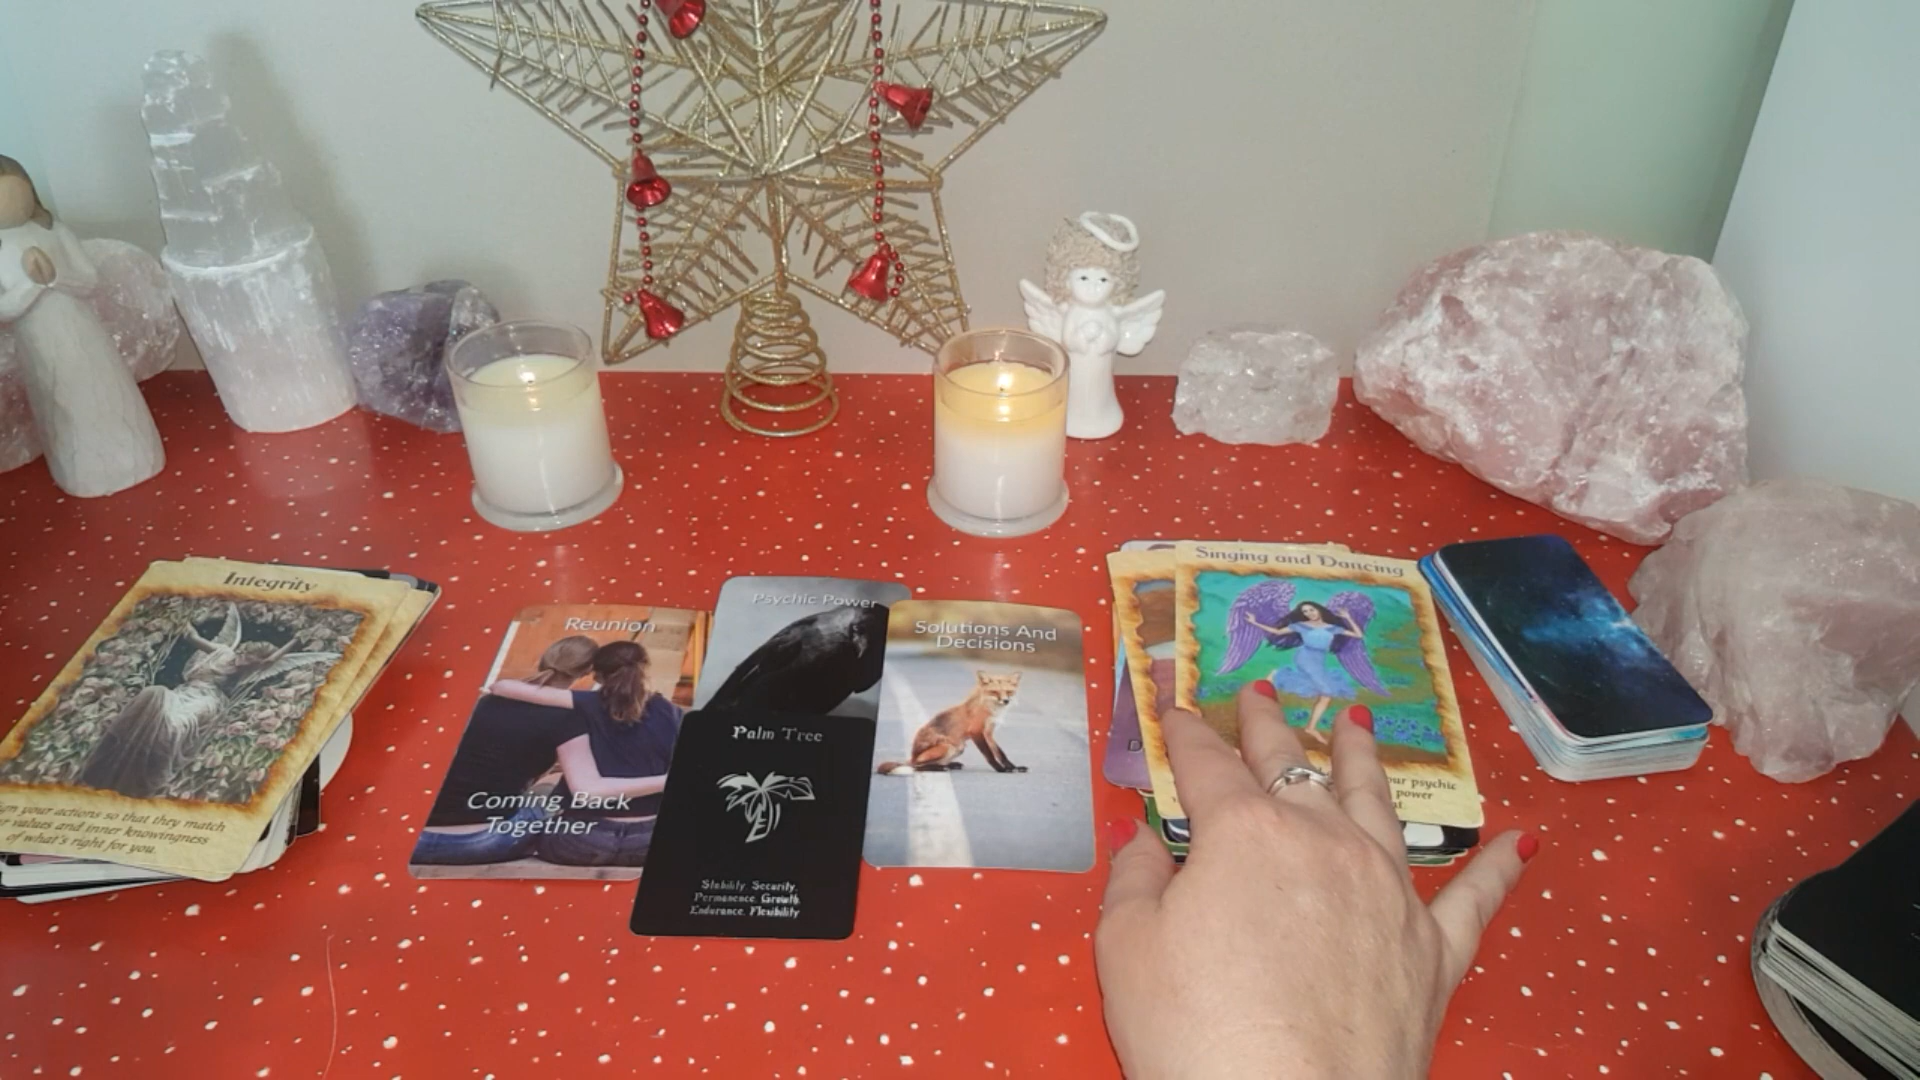 Integrity
your actions so that they match
values and inner knowingness
of what's right for you.
Reunion
Coming Back
Together
Psychic Power
Palm Tree
Stability, Security,
Permanence, Growth,
Endurance, Flexibility
Solutions And
Decisions
Singing and Dancing
your psychic
power